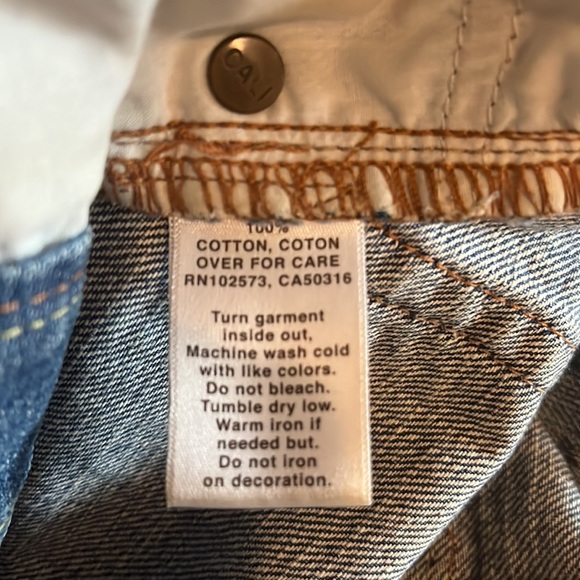 CALI
100%
COTTON, COTON
OVER FOR CARE
RN102573, CA50316
Turn garment
inside out,
Machine wash cold
with like colors.
Do not bleach.
Tumble dry low.
Warm iron if
needed but.
Do not iron
on decoration.